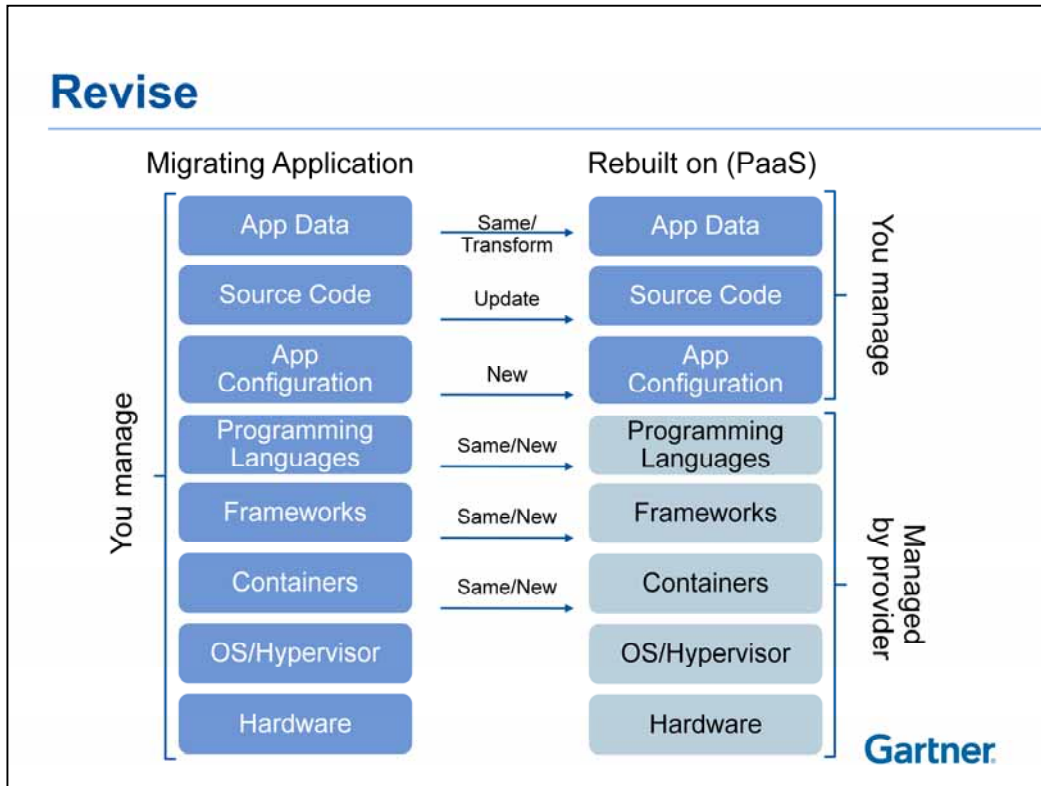 Revise
Migrating Application
Rebuilt on (PaaS)
You manage
App Data
Same/
Transform
App Data
Source Code
Update
Source Code
App
Configuration
New
App
Configuration
You manage
Programming
Languages
Same/New
Programming
Languages
Frameworks
Same/New
Frameworks
Containers
Same/New
Containers
OS/Hypervisor
OS/Hypervisor
Hardware
Hardware
Managed
by provider
Gartner®